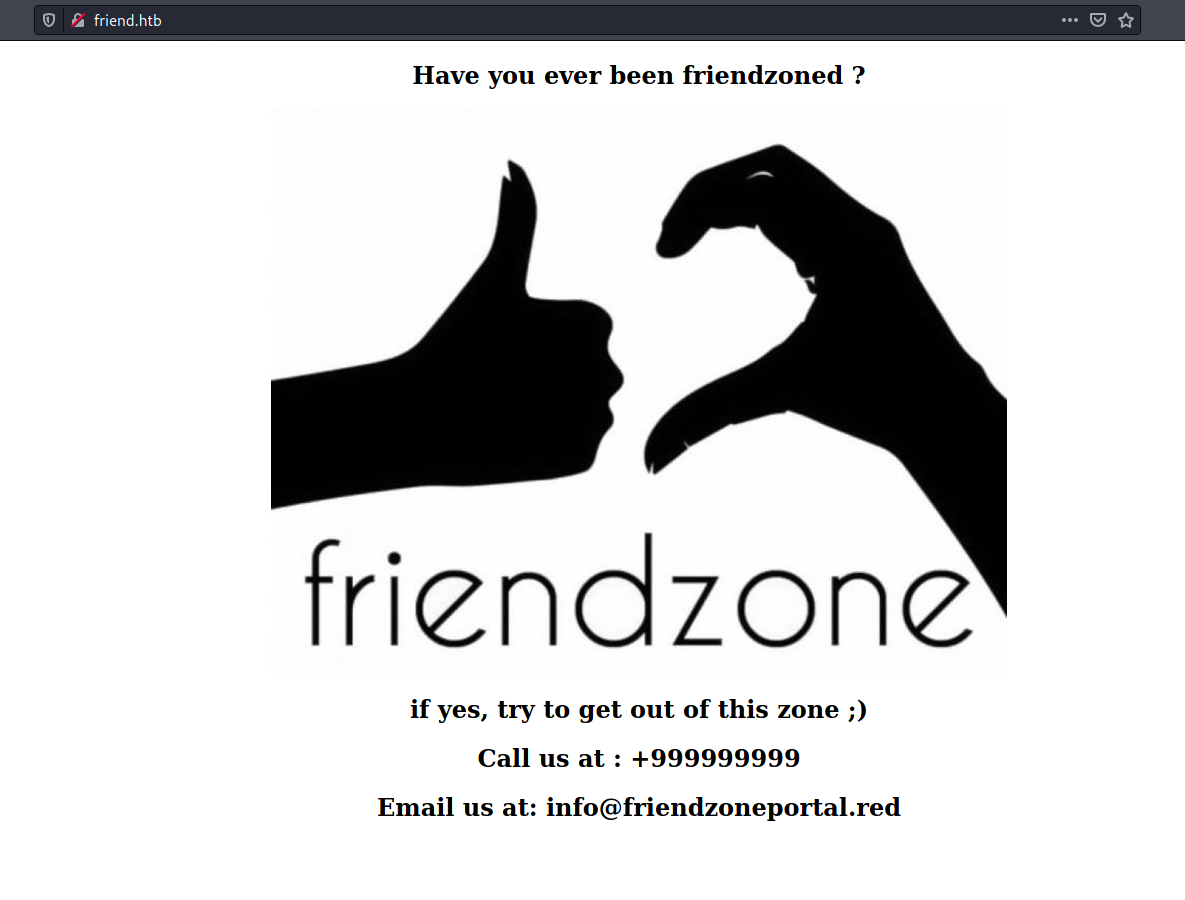 friend.htb
Have you ever been friendzoned ?
friendzone
if yes, try to get out of this zone ;)
Call us at : +999999999
Email us at: info@friendzoneportal.red